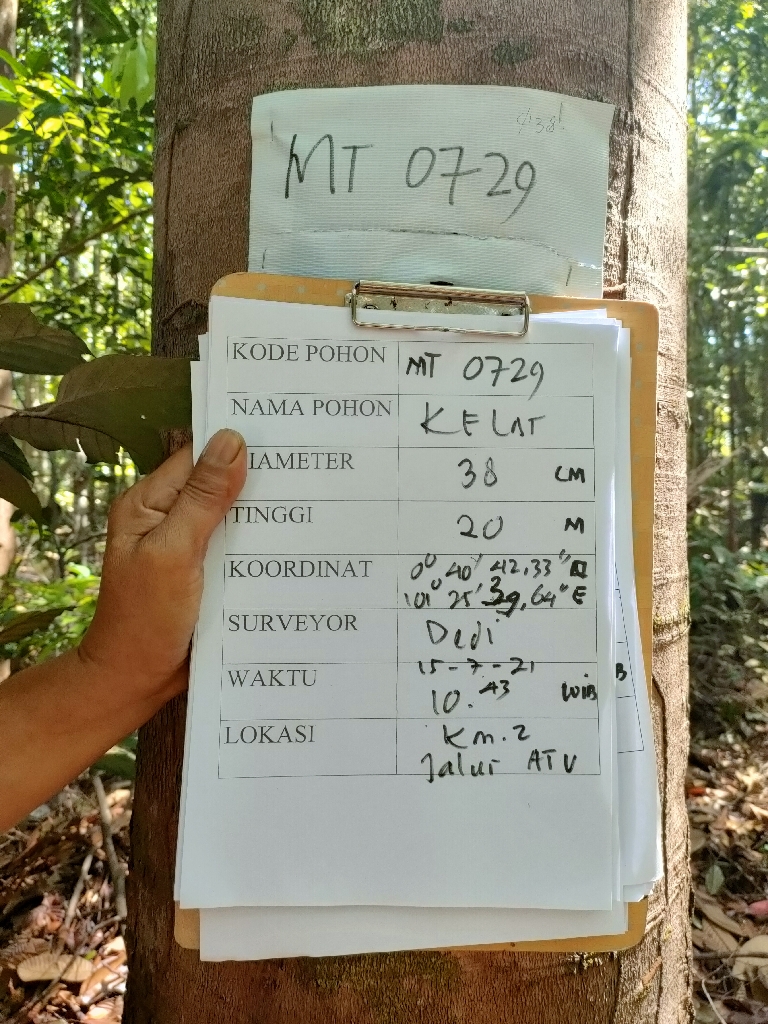 MT 0729
KODE POHON MT 0729
NAMA POHON KELAT
IAMETER 38 CM
TINGGI 20 M
KOORDINAT 0° 40' 42,33"
101° 25' 39,64" E
SURVEYOR Dedi
WAKTU 15-7-21
10.43 WIB
B
LOKASI Km.2
Jalur ATV